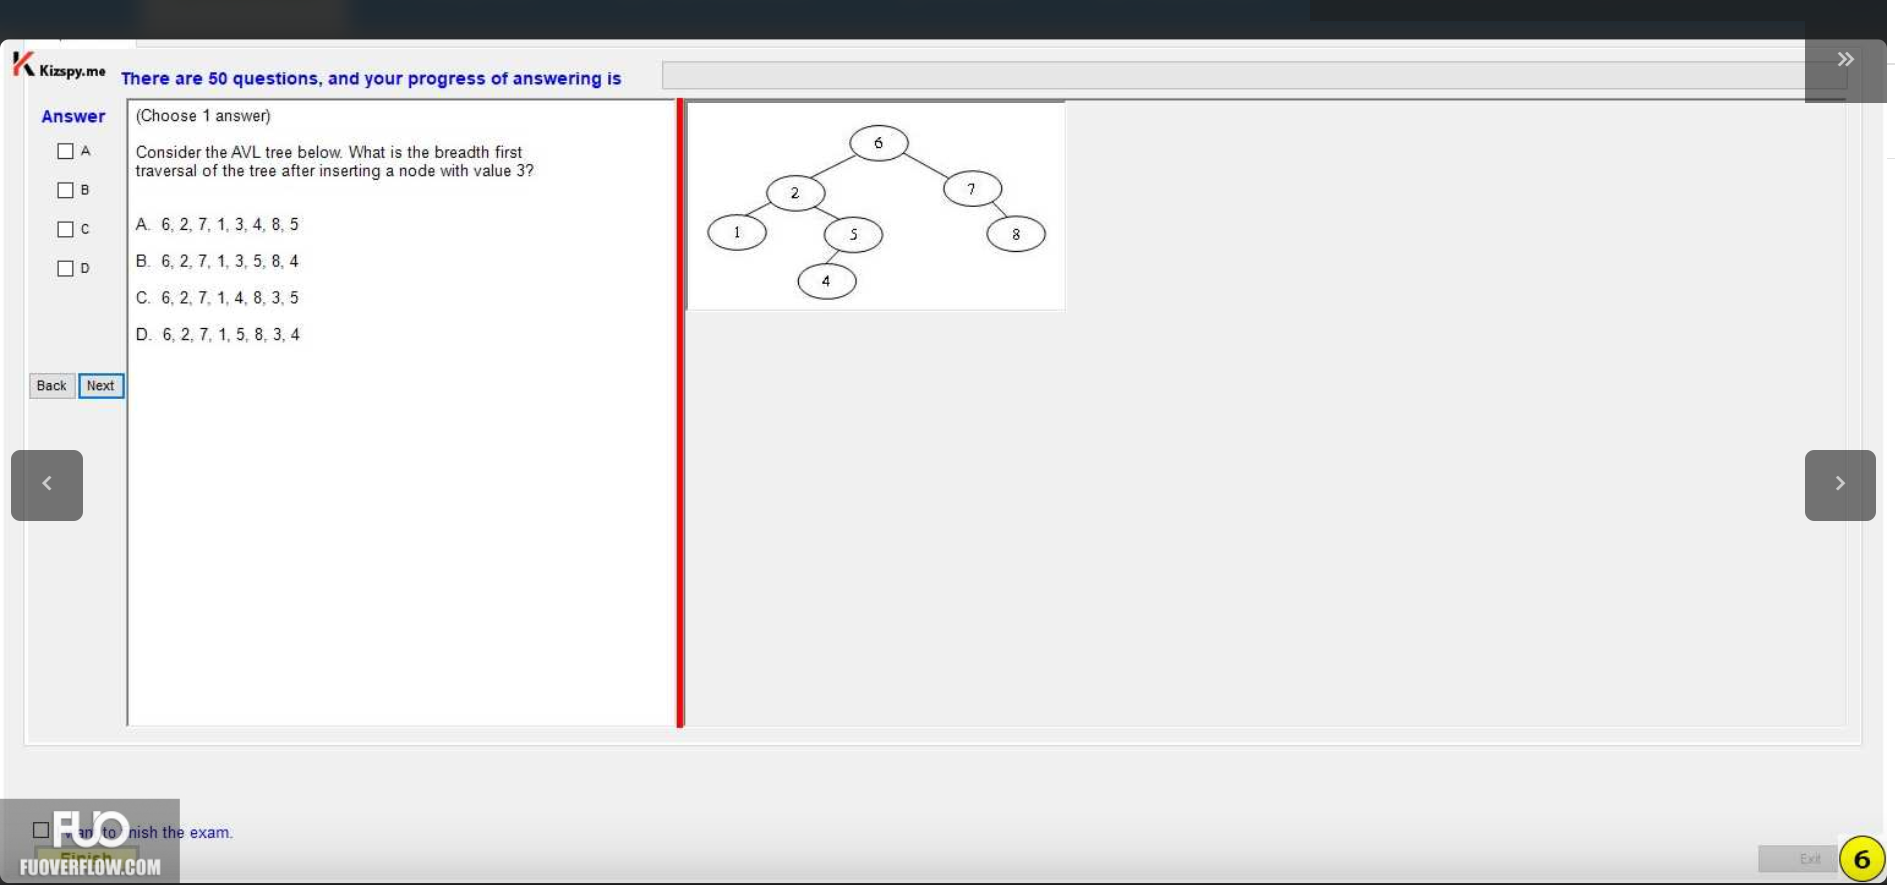 Kizspy.me
There are 50 questions, and your progress of answering is
Answer
A
B
C
D
Back
Next
(Choose 1 answer)
Consider the AVL tree below. What is the breadth first
traversal of the tree after inserting a node with value 3?
A. 6, 2, 7, 1, 3, 4, 8, 5
B. 6, 2, 7, 1, 3, 5, 8, 4
C. 6, 2, 7, 1, 4, 8, 3, 5
D. 6, 2, 7, 1, 5, 8, 3, 4
6
2
7
1
5
8
4
to nish the exam.
Finish
FUO
FUOVERFLOW.COM
Exit
6